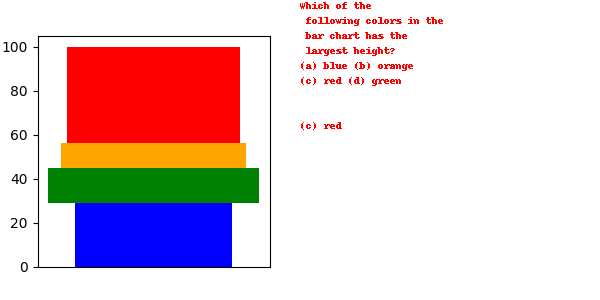 Which of the
following colors in the
bar chart has the
largest height?
(a) blue (b) orange
(c) red (d) green
(c) red
100
80
60
40
20
0